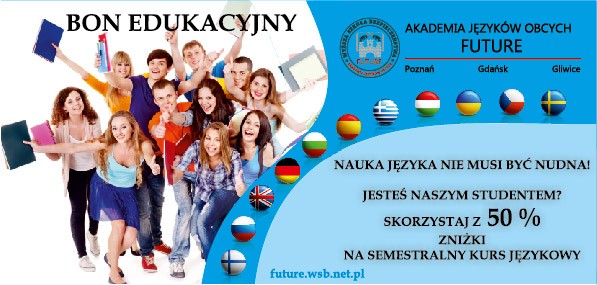 BON EDUKACYJNY
AKADEMIA JĘZYKÓW OBCYCH
FUTURE
Poznań Gdańsk Gliwice
NAUKA JĘZYKA NIE MUSI BYĆ NUDNA!
JESTEŚ NASZYM STUDENTEM?
SKORZYSTAJ Z 50 %
ZNIŻKI
NA SEMESTRALNY KURS JĘZYKOWY
future.wsb.net.pl